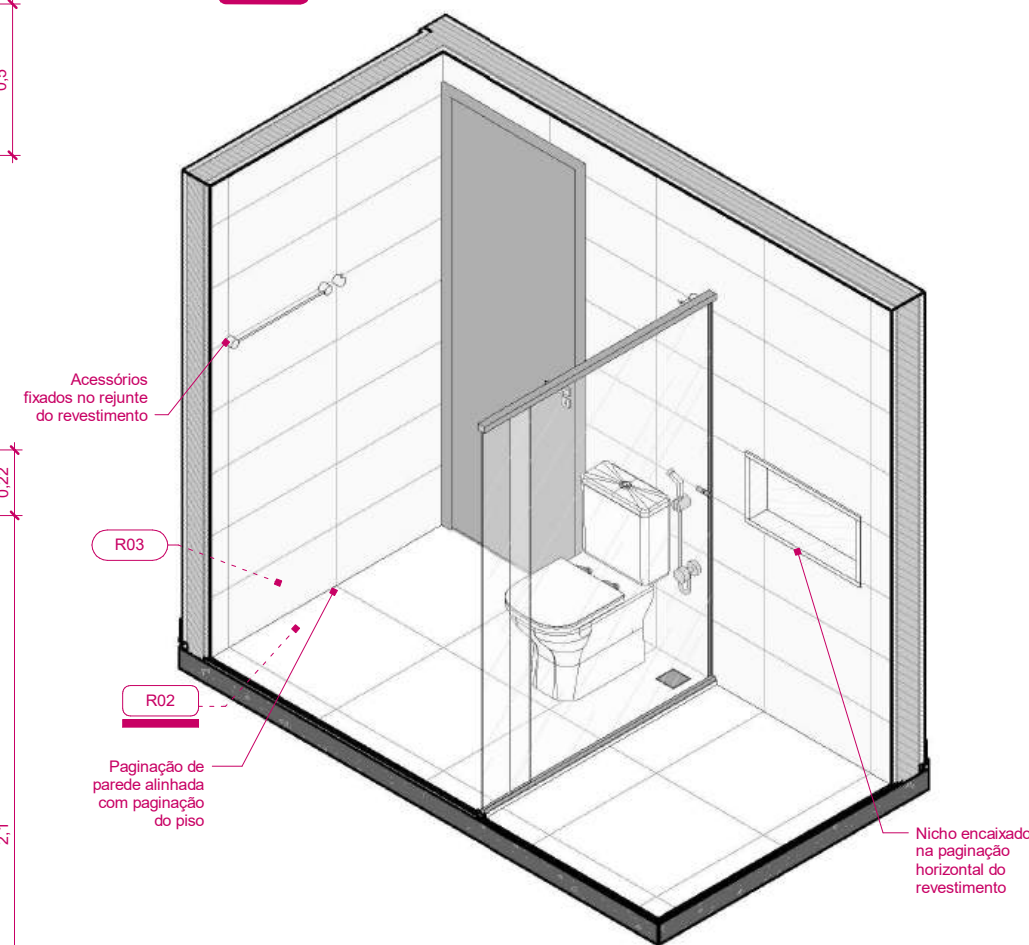 0,5
Acessórios
fixados no rejunte
do revestimento
0,22
R03
R02
Paginação de
parede alinhada
com paginação
do piso
2,1
Nicho encaixado
na paginação
horizontal do
revestimento